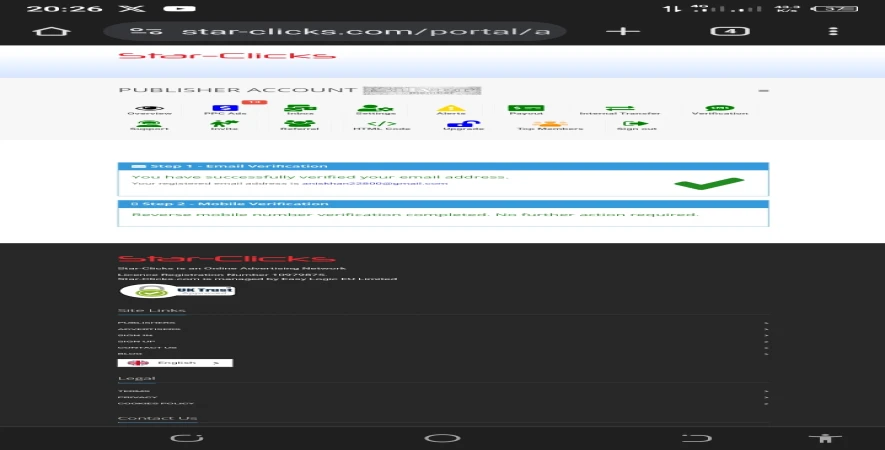 20:26
4G
43.3 K/s
37
star-clicks.com/portal/a
4
Star-Clicks
PUBLISHER ACCOUNT
Overview
PPC Ads
Inbox
Settings
Alerts
Payout
Internal Transfer
Verification
Support
Invite
Referral
HTML Code
Upgrade
Top Members
Sign out
Step 1 - Email Verification
You have successfully verified your email address.
Your registered email address is aniskhan22800@gmail.com
Step 2 - Mobile Verification
Reverse mobile number verification completed. No further action required.
Star-Clicks
Star-Clicks is an Online Advertising Network
Licence Registration Number 10979875.
Star-Clicks.com is managed by Easy Logic EU Limited
UK Trust
Site Links
PUBLISHERS
ADVERTISERS
SIGN IN
SIGN UP
CONTACT US
BLOG
English
Legal
TERMS
PRIVACY
COOKIES POLICY
Contact Us